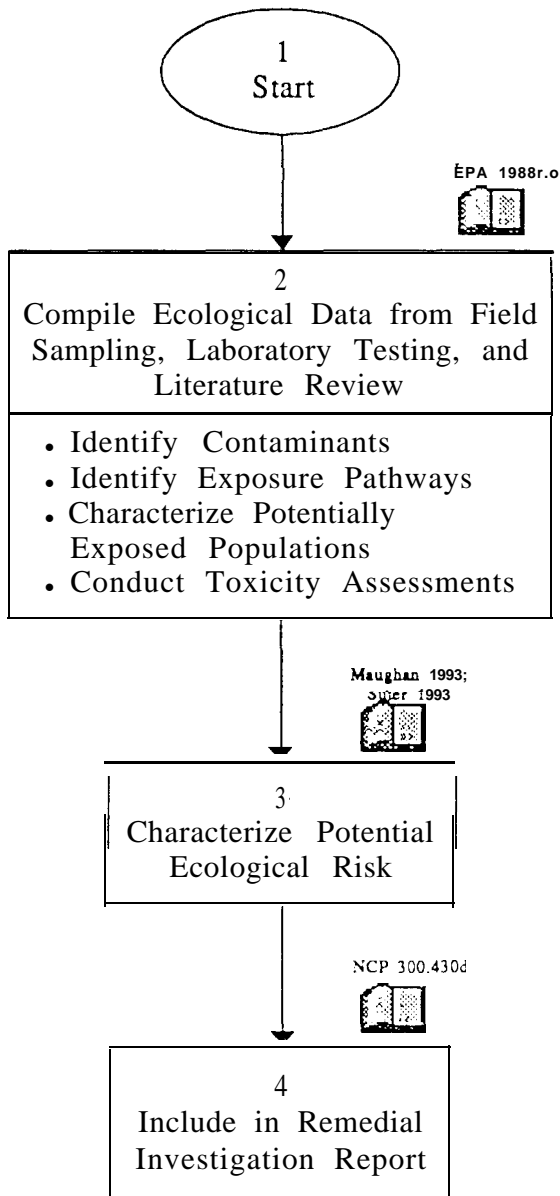 1
Start
EPA 1988r.o
2
Compile Ecological Data from Field
Sampling, Laboratory Testing, and
Literature Review
• Identify Contaminants
• Identify Exposure Pathways
• Characterize Potentially
Exposed Populations
• Conduct Toxicity Assessments
Maughan 1993;
Suter 1993
3
Characterize Potential
Ecological Risk
NCP 300.430d
4
Include in Remedial
Investigation Report